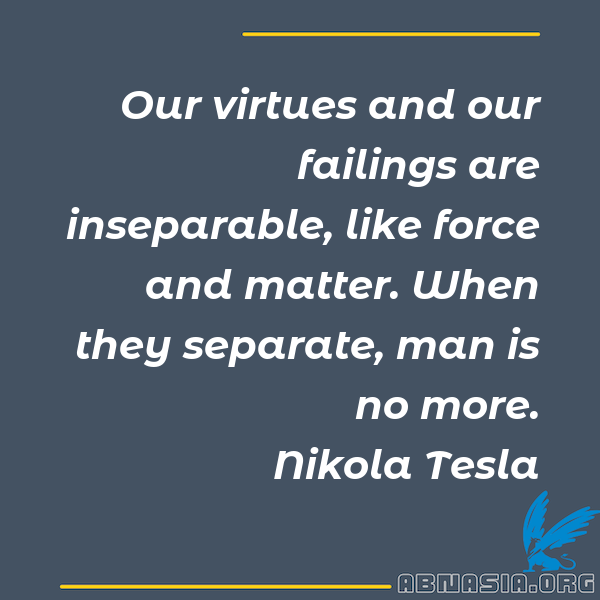 Our virtues and our
failings are
inseparable, like force
and matter. When
they separate, man is
no more.
Nikola Tesla
ABNASIA.ORG